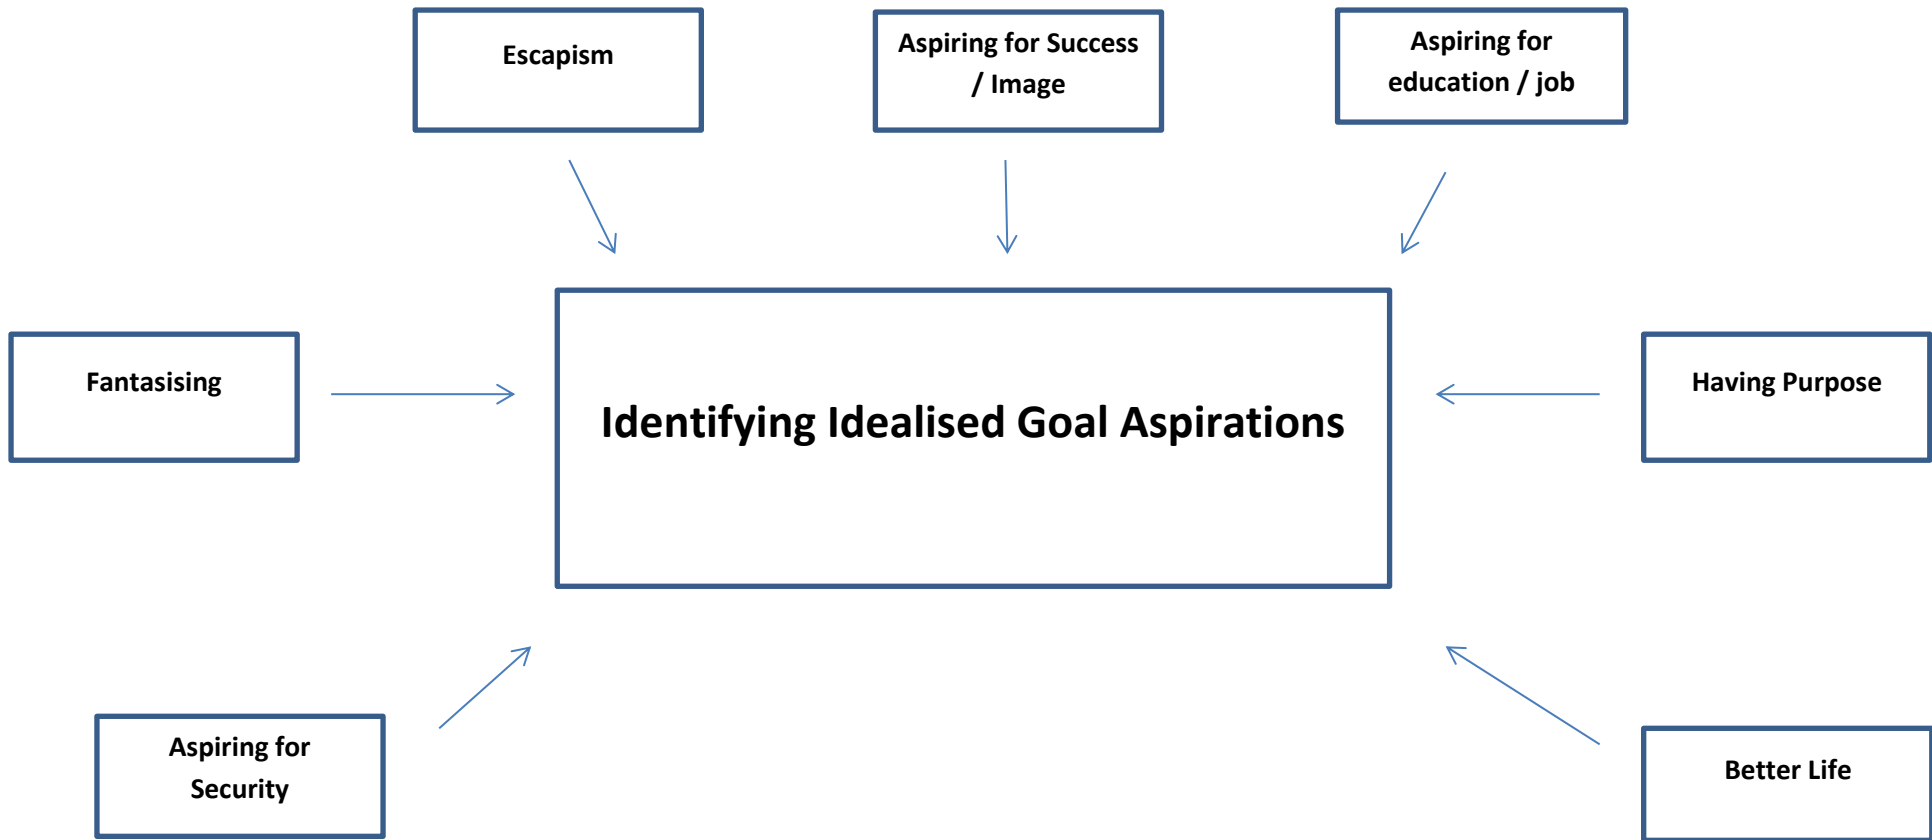 Escapism
Aspiring for Success
/ Image
Aspiring for
education / job
Fantasising
Identifying Idealised Goal Aspirations
Having Purpose
Aspiring for
Security
Better Life